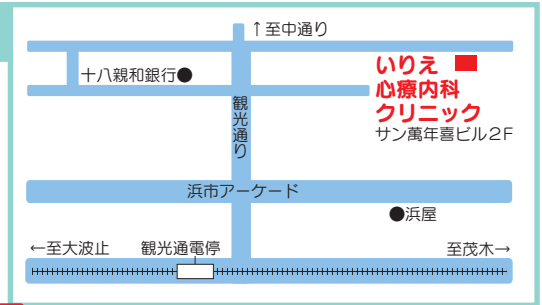 ↑至中通り
十八親和銀行●
いりえ
心療内科
クリニック
サン萬年喜ビル2F
観光通り
浜市アーケード
●浜屋
←至大波止
観光通電停
至茂木→